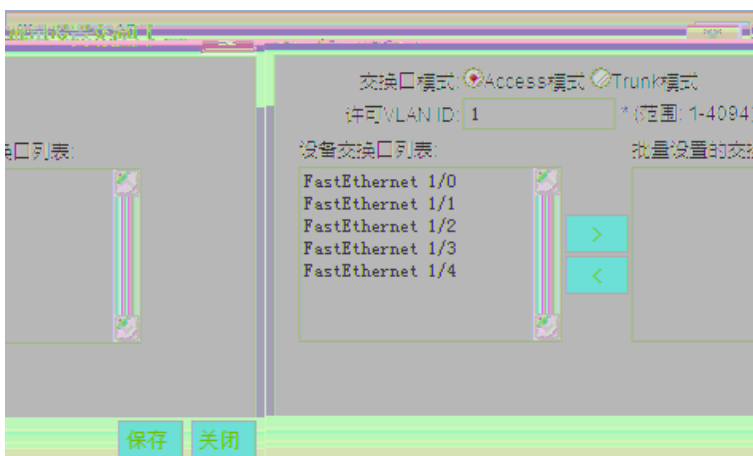 交换口模式: Access模式 Trunk模式
许可VLAN ID: 1 * (范围: 1-4094)
换口列表:
设备交换口列表:
批量设置的交换
FastEthernet 1/0
FastEthernet 1/1
FastEthernet 1/2
FastEthernet 1/3
FastEthernet 1/4
>
<
保存 关闭